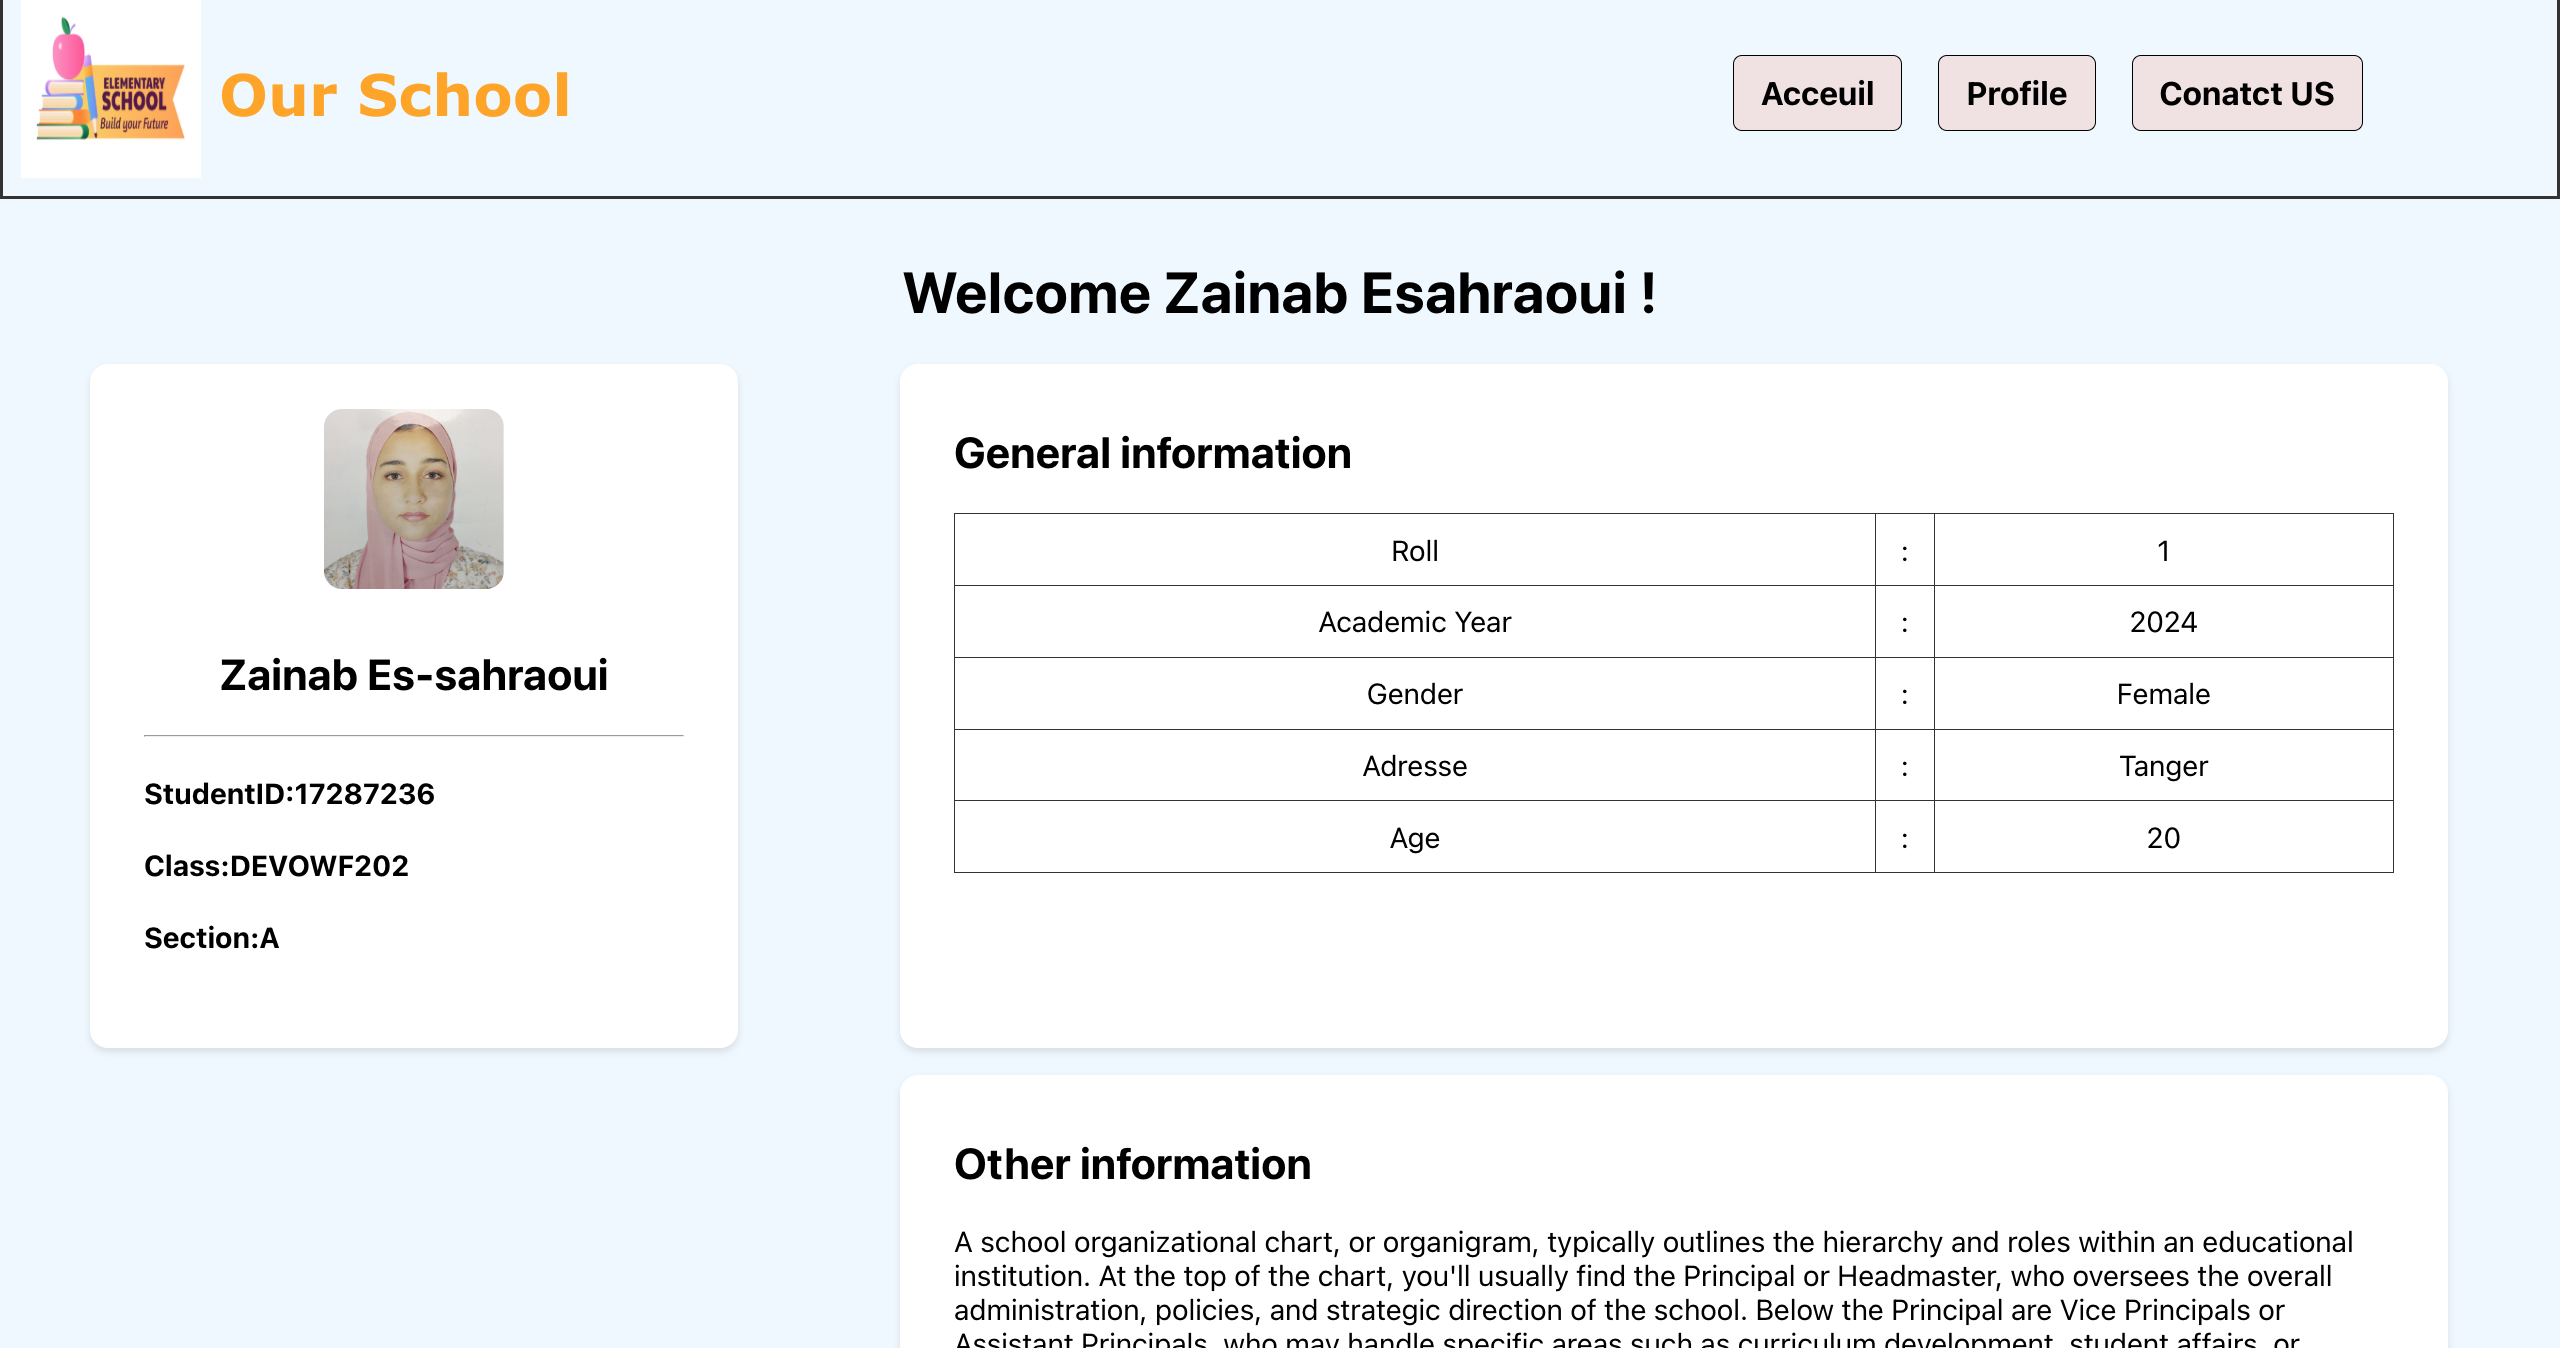 ELEMENTARY
SCHOOL
Build your Future
Our School
Acceuil
Profile
Conatct US
Welcome Zainab Esahraoui !
Zainab Es-sahraoui
StudentID:17287236
Class:DEVOWF202
Section:A
General information
Roll : 1
Academic Year : 2024
Gender : Female
Adresse : Tanger
Age : 20
Other information
A school organizational chart, or organigram, typically outlines the hierarchy and roles within an educational
institution. At the top of the chart, you'll usually find the Principal or Headmaster, who oversees the overall
administration, policies, and strategic direction of the school. Below the Principal are Vice Principals or
Assistant Principals, who may handle specific areas such as curriculum development, student affairs, or